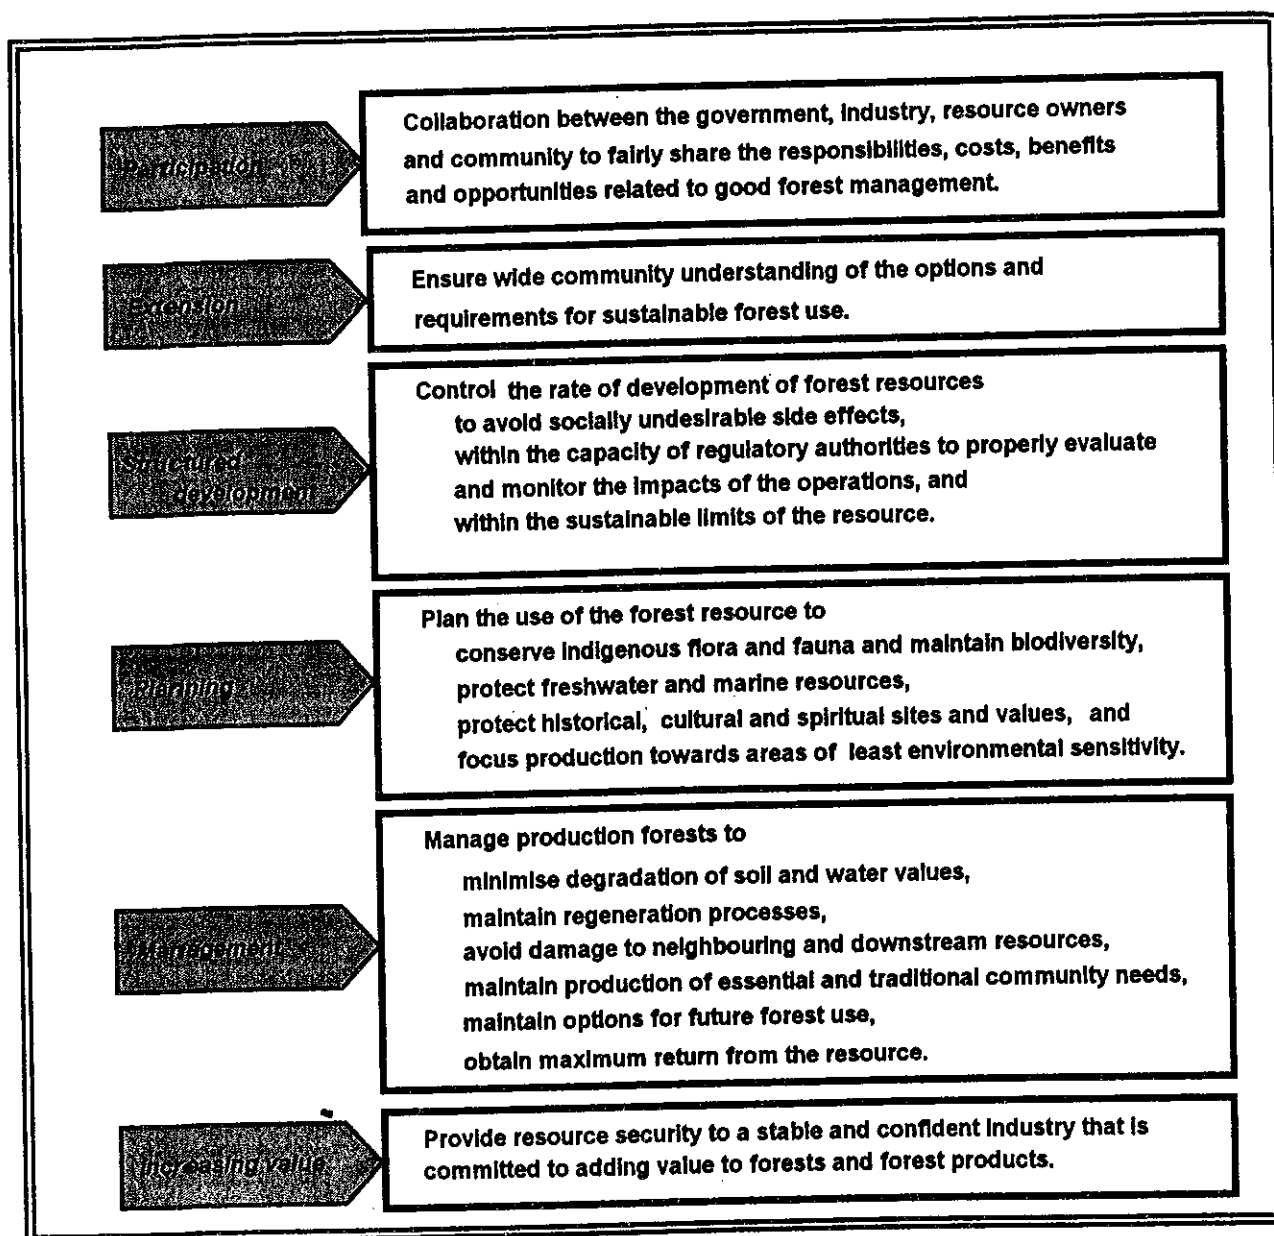 Participation
Collaboration between the government, industry, resource owners
and community to fairly share the responsibilities, costs, benefits
and opportunities related to good forest management.
Extension
Ensure wide community understanding of the options and
requirements for sustainable forest use.
Structured
development
Control the rate of development of forest resources
to avoid socially undesirable side effects,
within the capacity of regulatory authorities to properly evaluate
and monitor the impacts of the operations, and
within the sustainable limits of the resource.
Planning
Plan the use of the forest resource to
conserve indigenous flora and fauna and maintain biodiversity,
protect freshwater and marine resources,
protect historical, cultural and spiritual sites and values, and
focus production towards areas of least environmental sensitivity.
Management
Manage production forests to
minimise degradation of soil and water values,
maintain regeneration processes,
avoid damage to neighbouring and downstream resources,
maintain production of essential and traditional community needs,
maintain options for future forest use,
obtain maximum return from the resource.
Increasing value
Provide resource security to a stable and confident industry that is
committed to adding value to forests and forest products.